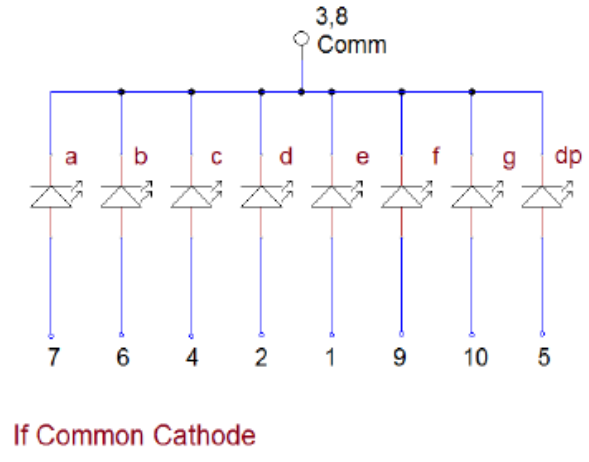 3,8
Comm
a b c d e f g dp
7 6 4 2 1 9 10 5
If Common Cathode